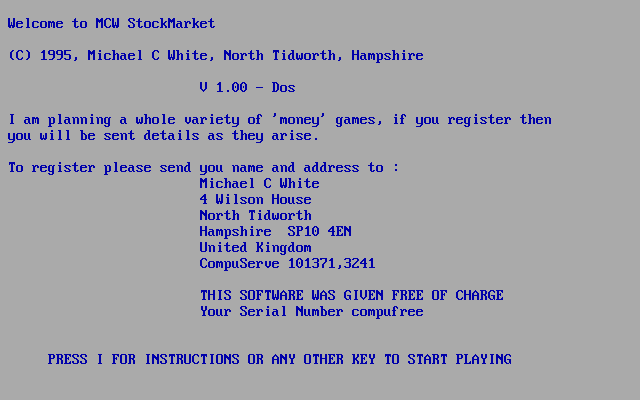 Welcome to MCW StockMarket
(C) 1995, Michael C White, North Tidworth, Hampshire
V 1.00 - Dos
I am planning a whole variety of 'money' games, if you register then
you will be sent details as they arise.
To register please send you name and address to :
Michael C White
4 Wilson House
North Tidworth
Hampshire  SP10 4EN
United Kingdom
CompuServe 101371,3241
THIS SOFTWARE WAS GIVEN FREE OF CHARGE
Your Serial Number compufree
PRESS I FOR INSTRUCTIONS OR ANY OTHER KEY TO START PLAYING